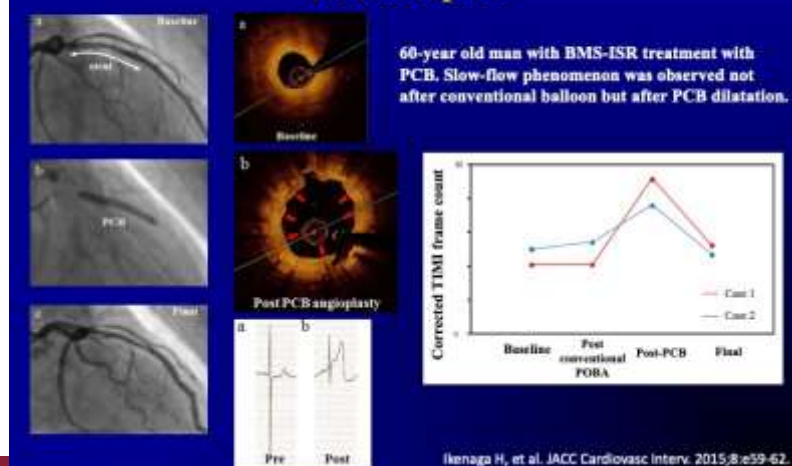 a
Baseline
stent
b
PCB
c
Final
a
Baseline
b
Post PCB angioplasty
a
b
Pre
Post
60-year old man with BMS-ISR treatment with
PCB. Slow-flow phenomenon was observed not
after conventional balloon but after PCB dilatation.
Corrected TIMI frame count
Case 1
Case 2
Baseline
Post
conventional
POBA
Post-PCB
Final
Ikenaga H, et al. JACC Cardiovasc Interv. 2015;8:e59-62.